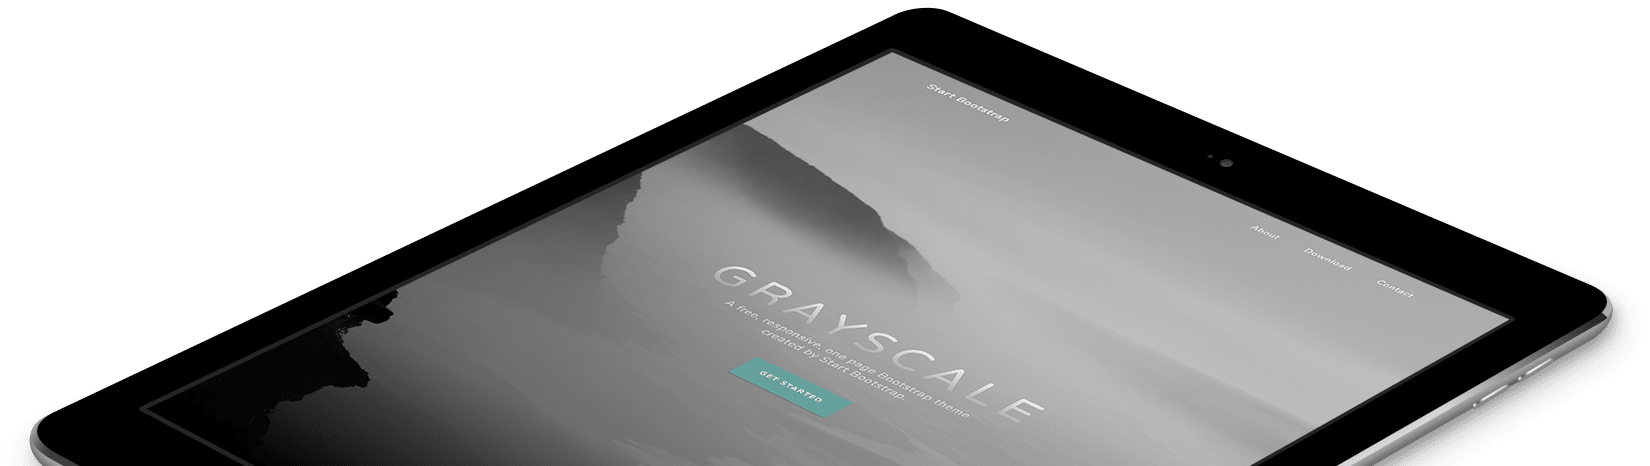 Start Bootstrap
About
Download
Contact
GRAYSCALE
A free, responsive, one page Bootstrap theme
created by Start Bootstrap.
GET STARTED